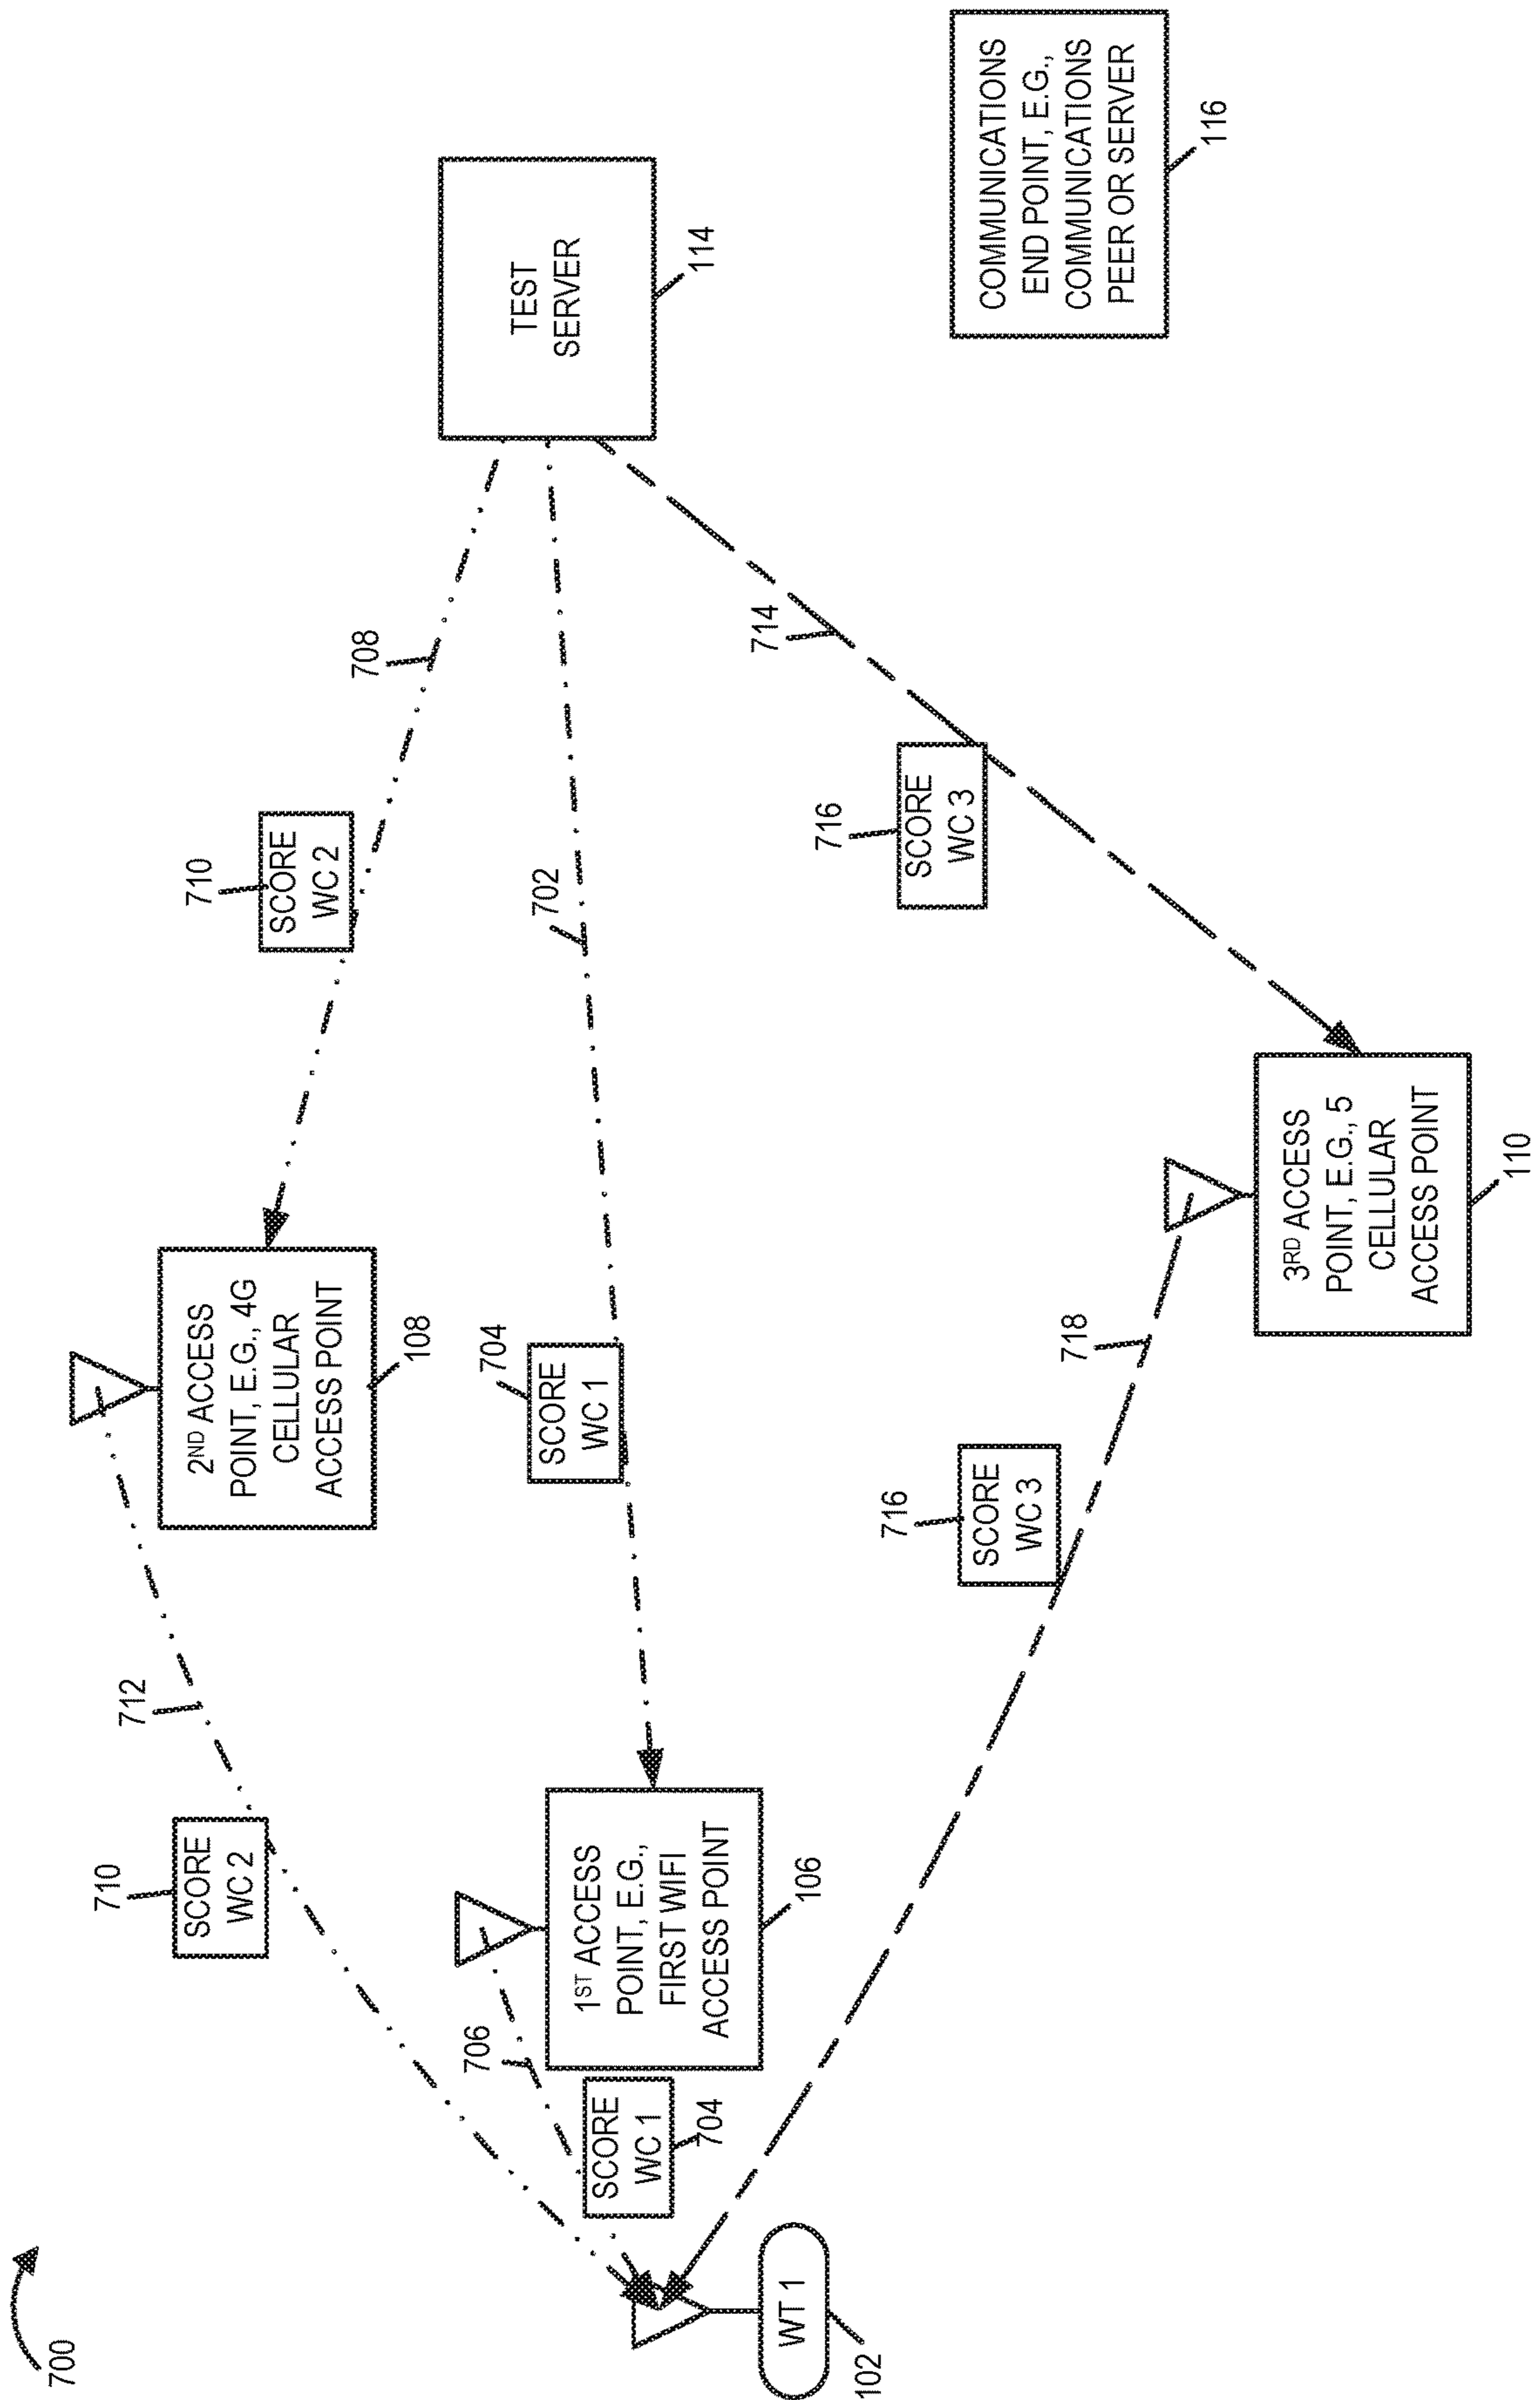 700
712
710
SCORE
WC 2
2ND ACCESS
POINT, E.G., 4G
CELLULAR
ACCESS POINT
108
710
SCORE
WC 2
708
TEST
SERVER
114
706
SCORE
WC 1
704
1ST ACCESS
POINT, E.G.,
FIRST WIFI
ACCESS POINT
106
704
SCORE
WC 1
702
WT 1
102
716
SCORE
WC 3
718
716
SCORE
WC 3
714
3RD ACCESS
POINT, E.G., 5
CELLULAR
ACCESS POINT
110
COMMUNICATIONS
END POINT, E.G.,
COMMUNICATIONS
PEER OR SERVER
116